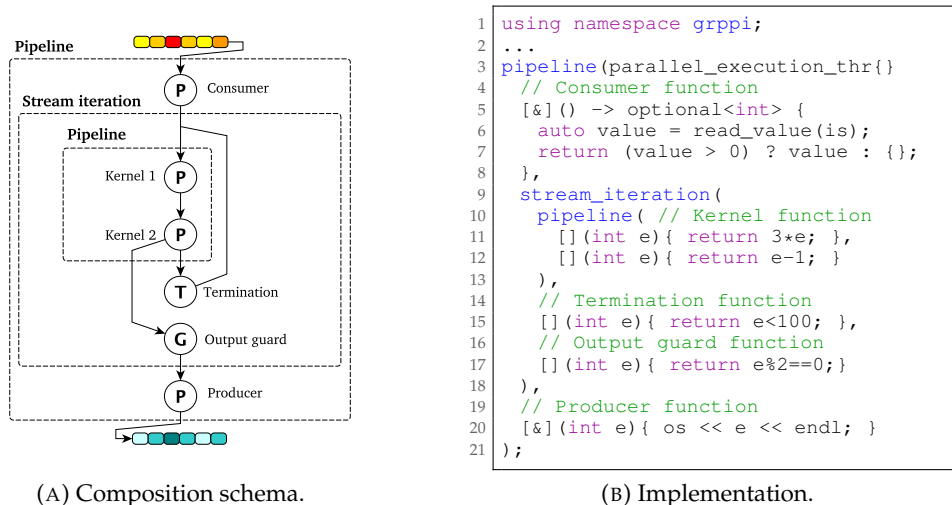 Pipeline
P
Consumer
Stream iteration
Pipeline
Kernel 1
P
Kernel 2
P
T
Termination
G
Output guard
P
Producer
(A) Composition schema.
1 using namespace grppi;
2 ...
3 pipeline(parallel_execution_thr{}
4 // Consumer function
5 [&]() -> optional<int> {
6 auto value = read_value(is);
7 return (value > 0) ? value : {};
8 },
9 stream_iteration(
10 pipeline( // Kernel function
11 [](int e){ return 3*e; },
12 [](int e){ return e-1; }
13 ),
14 // Termination function
15 [](int e){ return e<100; },
16 // Output guard function
17 [](int e){ return e%2==0;}
18 ),
19 // Producer function
20 [&](int e){ os << e << endl; }
21 );
(B) Implementation.